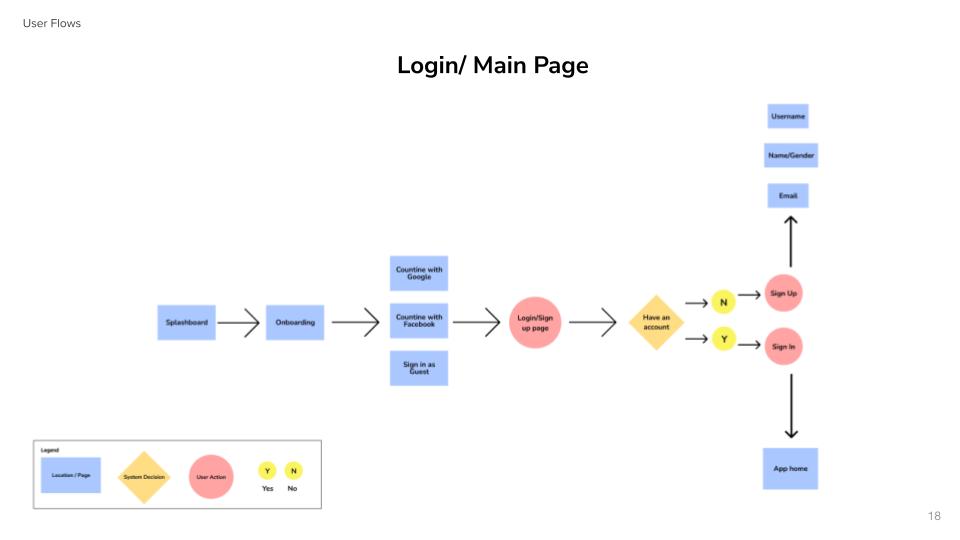 User Flows
Login/ Main Page
Username
Name/Gender
Email
Countine with
Google
Splashboard
Onboarding
Countine with
Facebook
Sign in as
Guest
Login/Sign
up page
Have an
account
N
Y
Sign Up
Sign In
App home
Legend
Location / Page
System Decision
User Action
Y
N
Yes
No
18